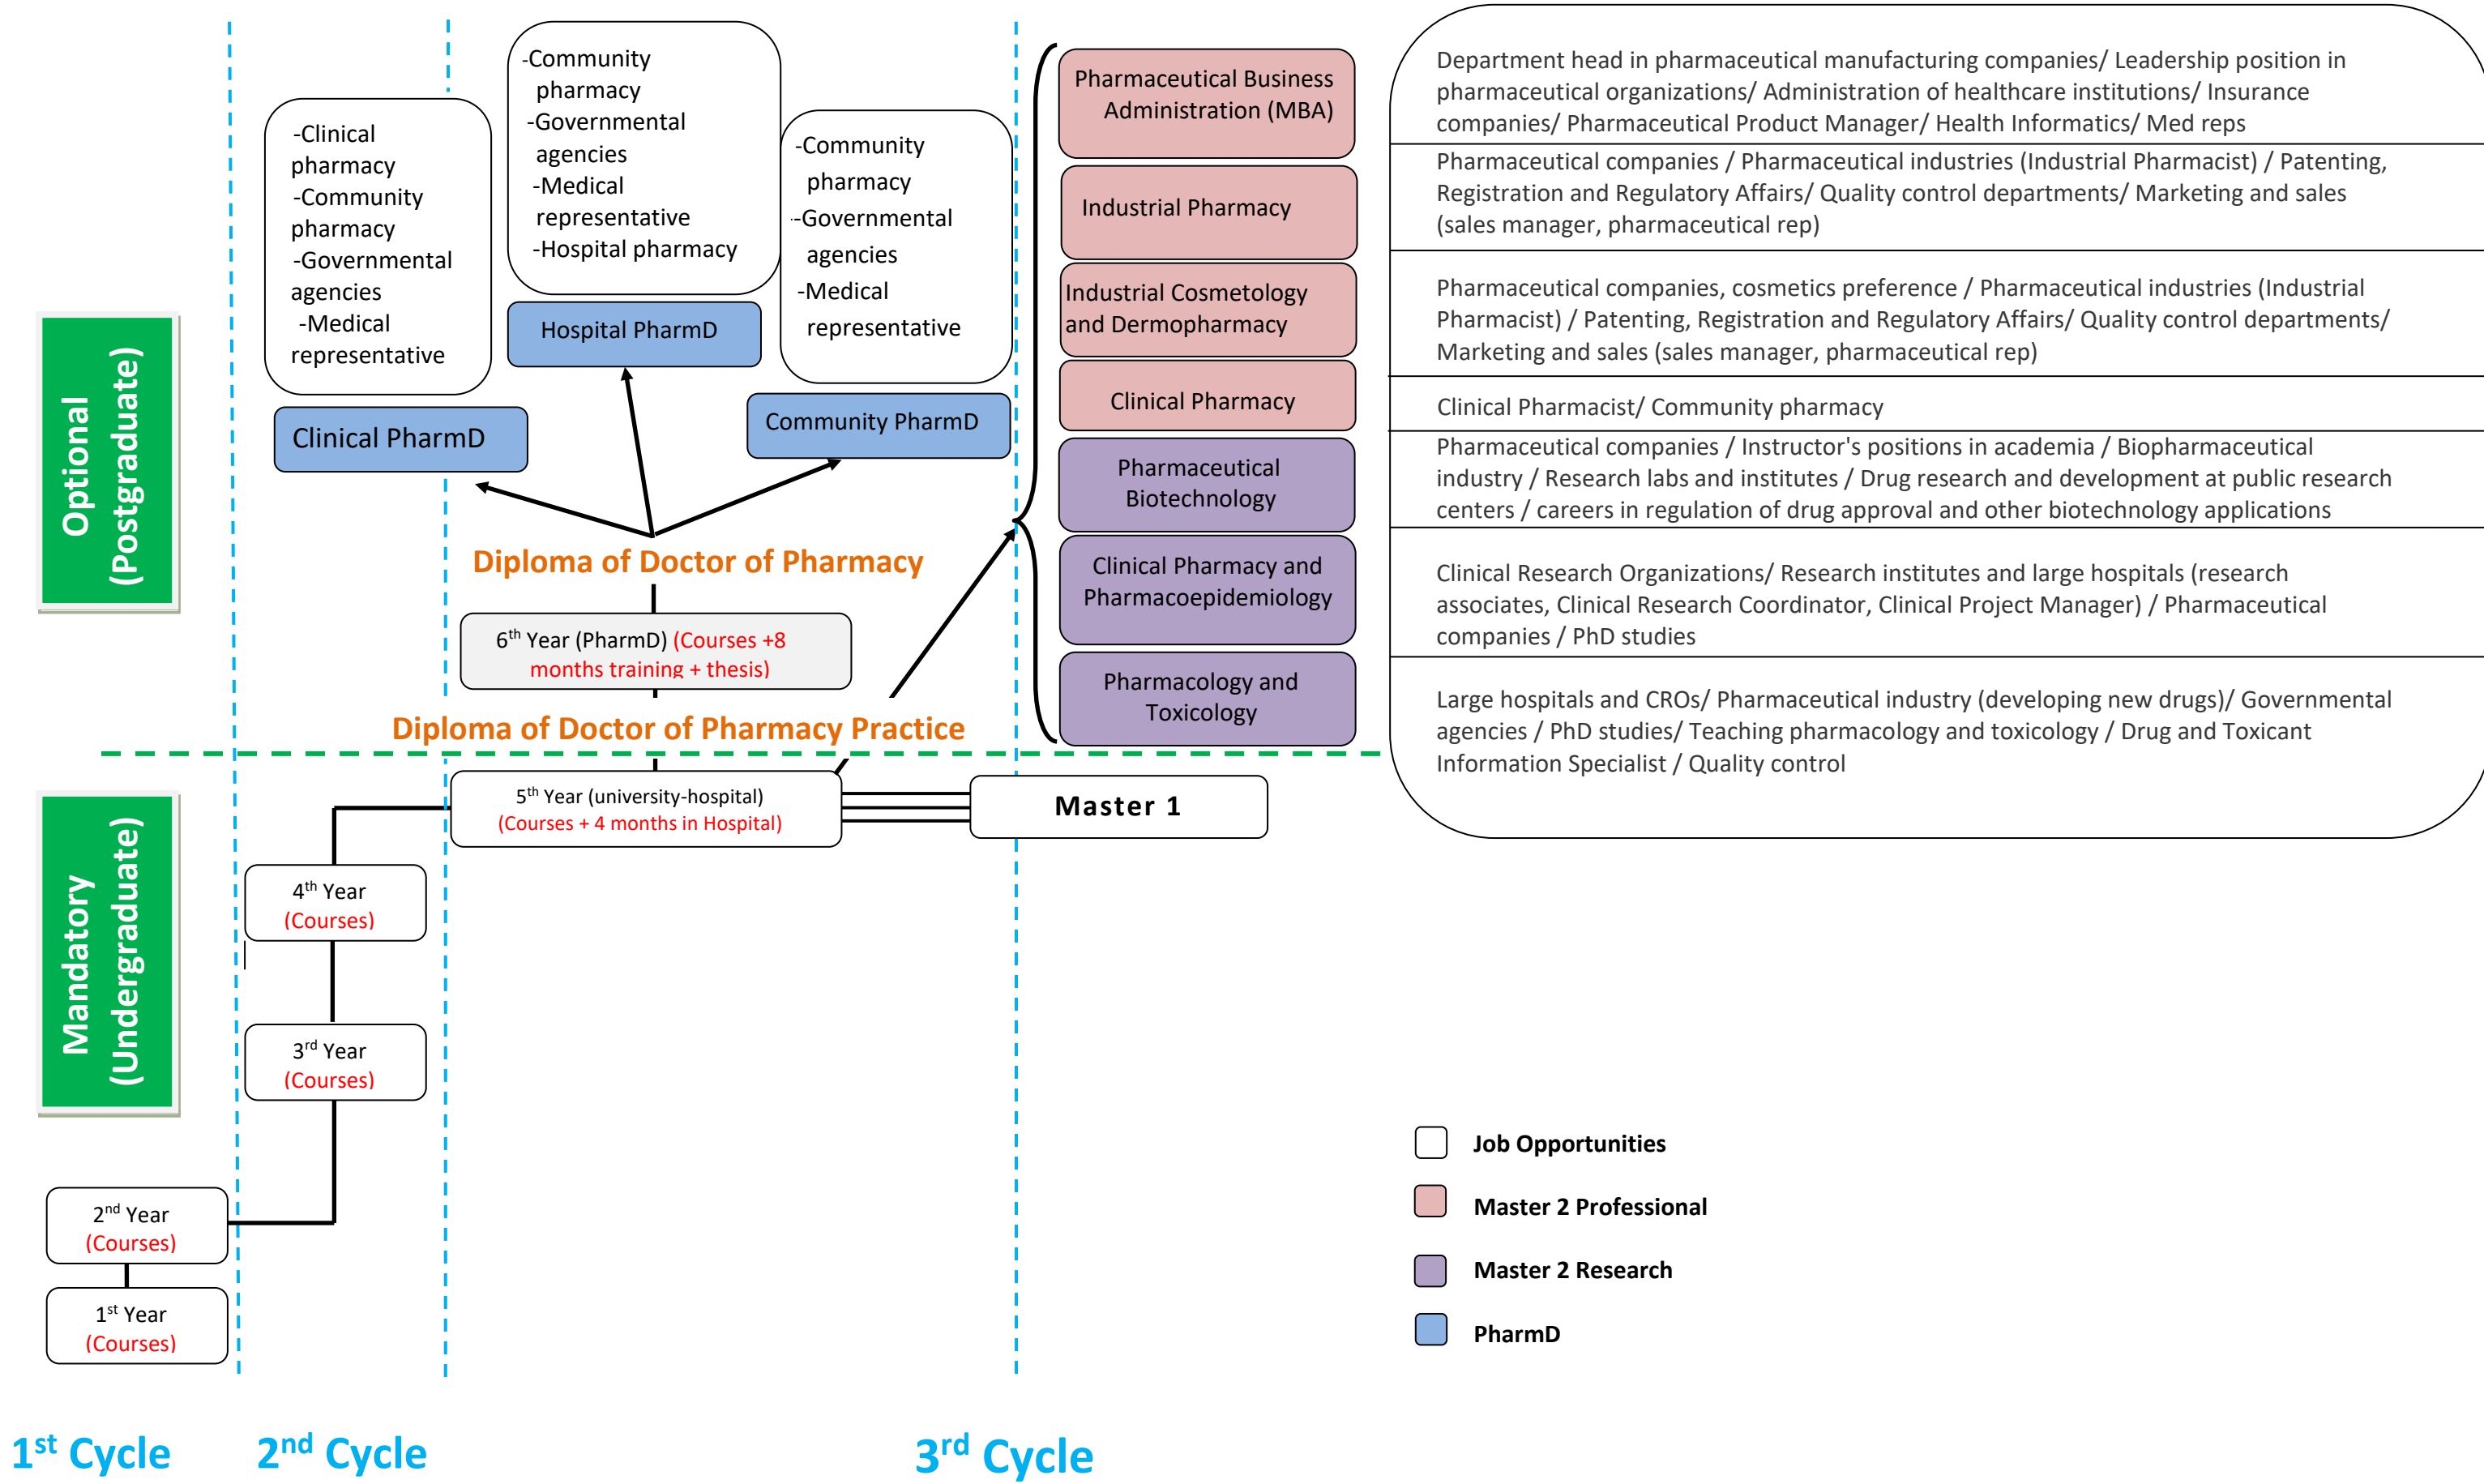 -Clinical
pharmacy
-Community
pharmacy
-Governmental
agencies
-Medical
representative
Clinical PharmD
-Community
pharmacy
-Governmental
agencies
-Medical
representative
-Hospital pharmacy
Hospital PharmD
-Community
pharmacy
--Governmental
agencies
-Medical
representative
Community PharmD
Optional
(Postgraduate)
Diploma of Doctor of Pharmacy
6th Year (PharmD) (Courses +8
months training + thesis)
Diploma of Doctor of Pharmacy Practice
Pharmaceutical Business
Administration (MBA)
Industrial Pharmacy
Industrial Cosmetology
and Dermopharmacy
Clinical Pharmacy
Pharmaceutical
Biotechnology
Clinical Pharmacy and
Pharmacoepidemiology
Pharmacology and
Toxicology
Department head in pharmaceutical manufacturing companies/ Leadership position in
pharmaceutical organizations/ Administration of healthcare institutions/ Insurance
companies/ Pharmaceutical Product Manager/ Health Informatics/ Med reps
Pharmaceutical companies / Pharmaceutical industries (Industrial Pharmacist) / Patenting,
Registration and Regulatory Affairs/ Quality control departments/ Marketing and sales
(sales manager, pharmaceutical rep)
Pharmaceutical companies, cosmetics preference / Pharmaceutical industries (Industrial
Pharmacist) / Patenting, Registration and Regulatory Affairs/ Quality control departments/
Marketing and sales (sales manager, pharmaceutical rep)
Clinical Pharmacist/ Community pharmacy
Pharmaceutical companies / Instructor's positions in academia / Biopharmaceutical
industry / Research labs and institutes / Drug research and development at public research
centers / careers in regulation of drug approval and other biotechnology applications
Clinical Research Organizations/ Research institutes and large hospitals (research
associates, Clinical Research Coordinator, Clinical Project Manager) / Pharmaceutical
companies / PhD studies
Large hospitals and CROs/ Pharmaceutical industry (developing new drugs)/ Governmental
agencies / PhD studies/ Teaching pharmacology and toxicology / Drug and Toxicant
Information Specialist / Quality control
Mandatory
(Undergraduate)
5th Year (university-hospital)
(Courses + 4 months in Hospital)
Master 1
4th Year
(Courses)
3rd Year
(Courses)
2nd Year
(Courses)
1st Year
(Courses)
Job Opportunities
Master 2 Professional
Master 2 Research
PharmD
1st Cycle
2nd Cycle
3rd Cycle